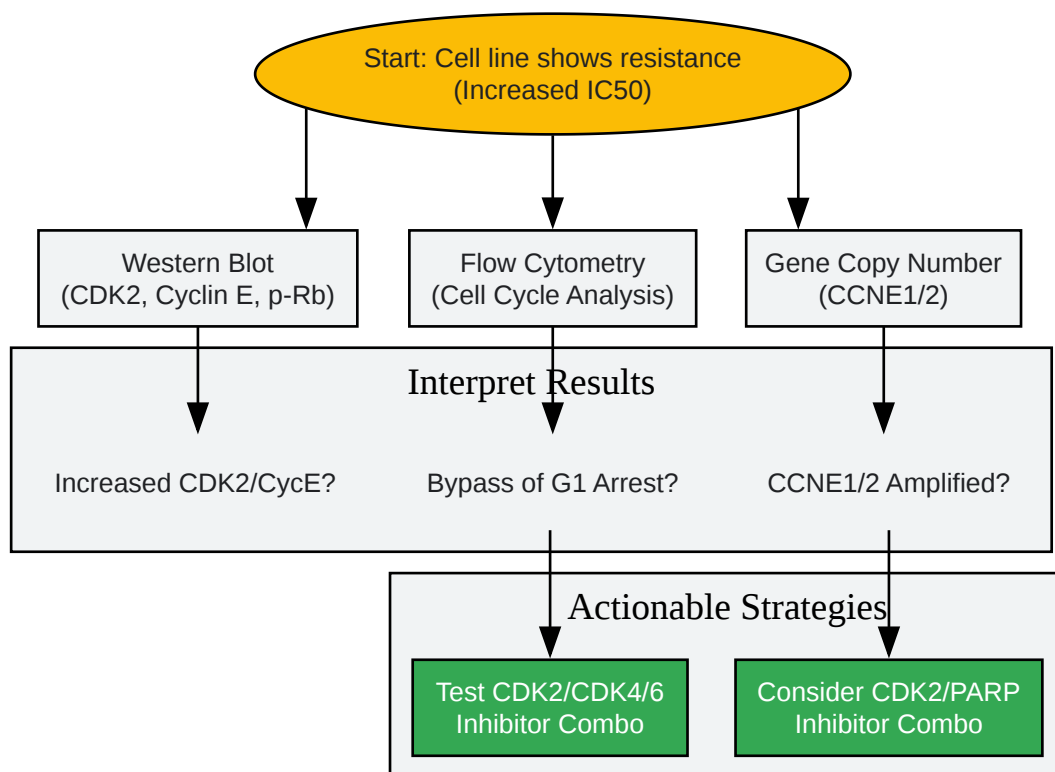 Start: Cell line shows resistance
(Increased IC50)
Western Blot
(CDK2, Cyclin E, p-Rb)
Flow Cytometry
(Cell Cycle Analysis)
Gene Copy Number
(CCNE1/2)
Interpret Results
Increased CDK2/CycE?
Bypass of G1 Arrest?
CCNE1/2 Amplified?
Actionable Strategies
Test CDK2/CDK4/6
Inhibitor Combo
Consider CDK2/PARP
Inhibitor Combo